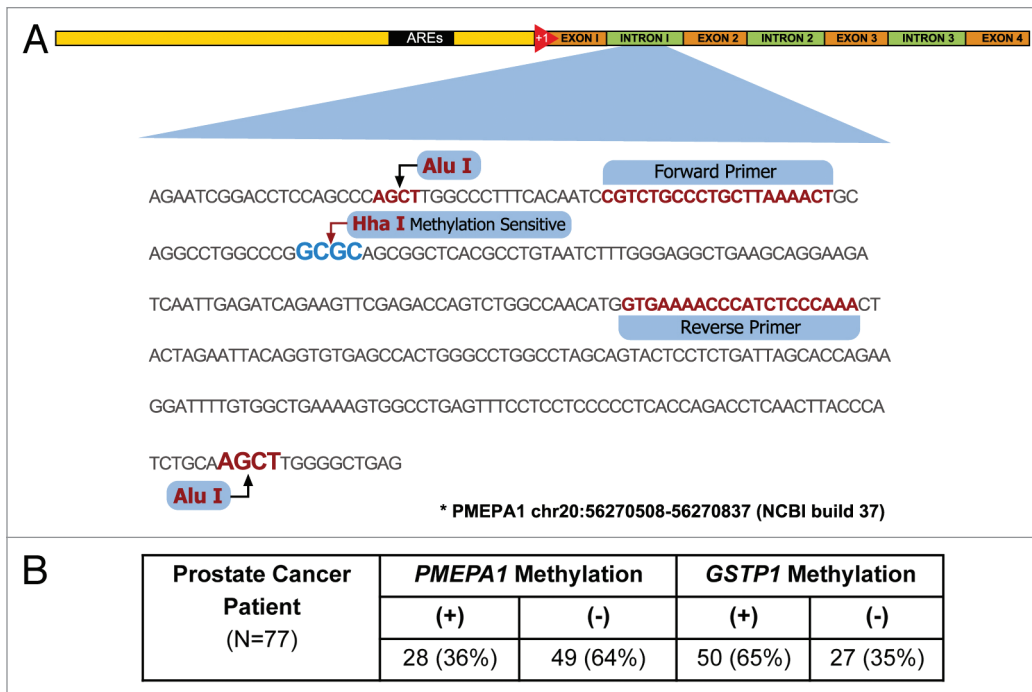 A
AREs +1 EXON I INTRON I EXON 2 INTRON 2 EXON 3 INTRON 3 EXON 4
Alu I
Forward Primer
AGAATCGGACCTCCAGCCCAGCTTGGCCCTTTCACAATCCGTCTGCCCTGCTTAAAACTGC
Hha I Methylation Sensitive
AGGCCTGGCCCGGCGCAGCGGCTCACGCCTGTAATCTTTGGGAGGCTGAAGCAGGAAGA
TCAATTGAGATCAGAAGTTCGAGACCAGTCTGGCCAACATGGTGAAAACCCATCTCCCAAACT
Reverse Primer
ACTAGAATTACAGGTGTGAGCCACTGGGCCTGGCCTAGCAGTACTCCTCTGATTAGCACCAGAA
GGATTTTGTGGCTGAAAAGTGGCCTGAGTTTCCTCCTCCCCCTCACCAGACCTCAACTTACCCA
TCTGCAAGCTTGGGGCTGAG
Alu I
* PMEPA1 chr20:56270508-56270837 (NCBI build 37)
B
Prostate Cancer Patient (N=77) PMEPA1 Methylation GSTP1 Methylation
(+) (-) (+) (-)
28 (36%) 49 (64%) 50 (65%) 27 (35%)